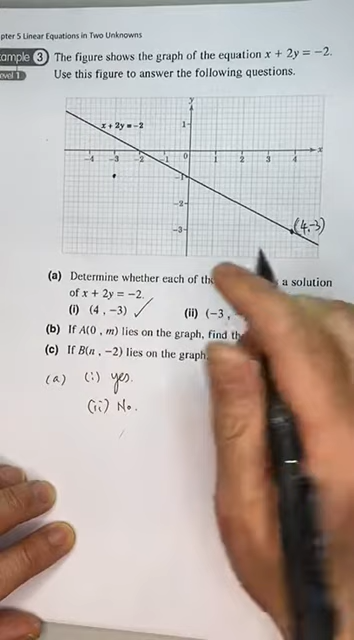 pter 5 Linear Equations in Two Unknowns
ample 3 The figure shows the graph of the equation x + 2y = −2.
evel 1 Use this figure to answer the following questions.
y
x + 2y = −2
1
x
−4 −3 −2 −1 0 1 2 3 4
−1
−2
−3
(4,-3)
(a) Determine whether each of the a solution
of x + 2y = −2.
(i) (4 , −3) ✓ (ii) (−3 ,
(b) If A(0 , m) lies on the graph, find th
(c) If B(n , −2) lies on the graph,
(a) (i) yes.
(ii) No.